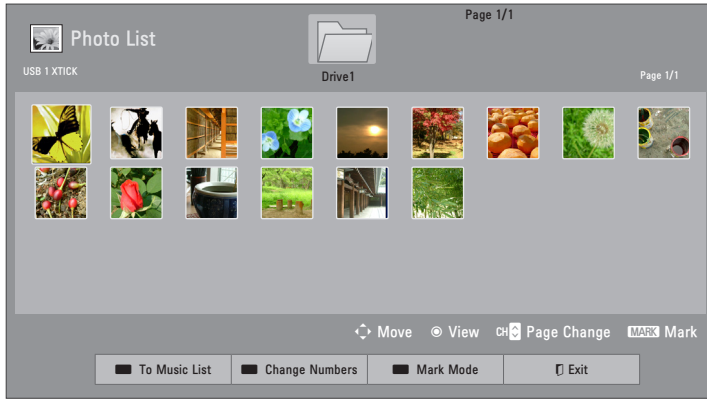 Page 1/1
Photo List
USB 1 XTICK
Drive1
Page 1/1
Move View CH Page Change MARK Mark
To Music List Change Numbers Mark Mode Exit